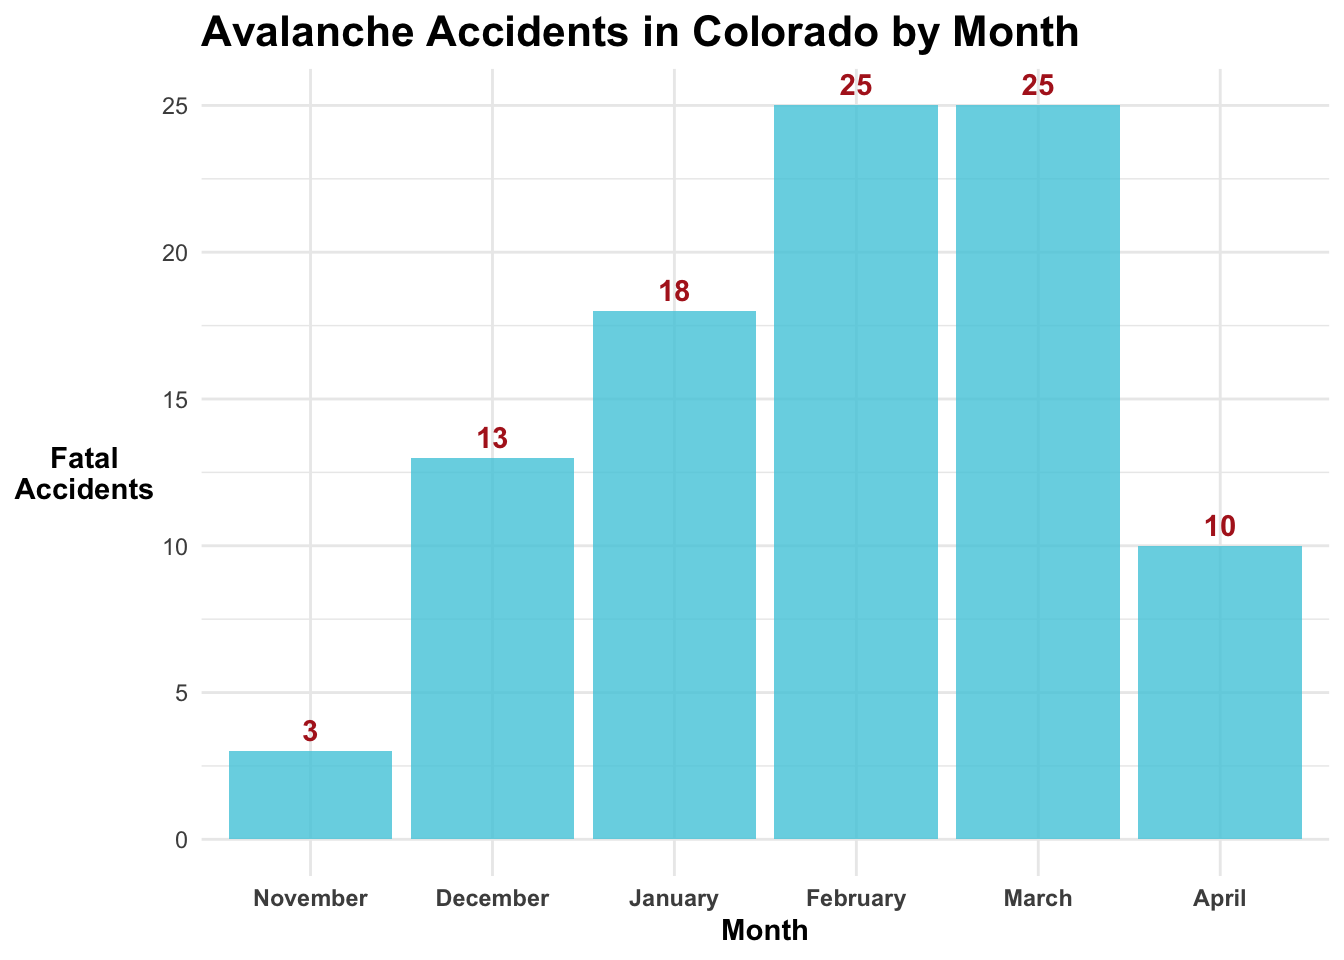 Avalanche Accidents in Colorado by Month
25
20
15
10
5
0
Fatal
Accidents
3
13
18
25
25
10
November
December
January
February
March
April
Month